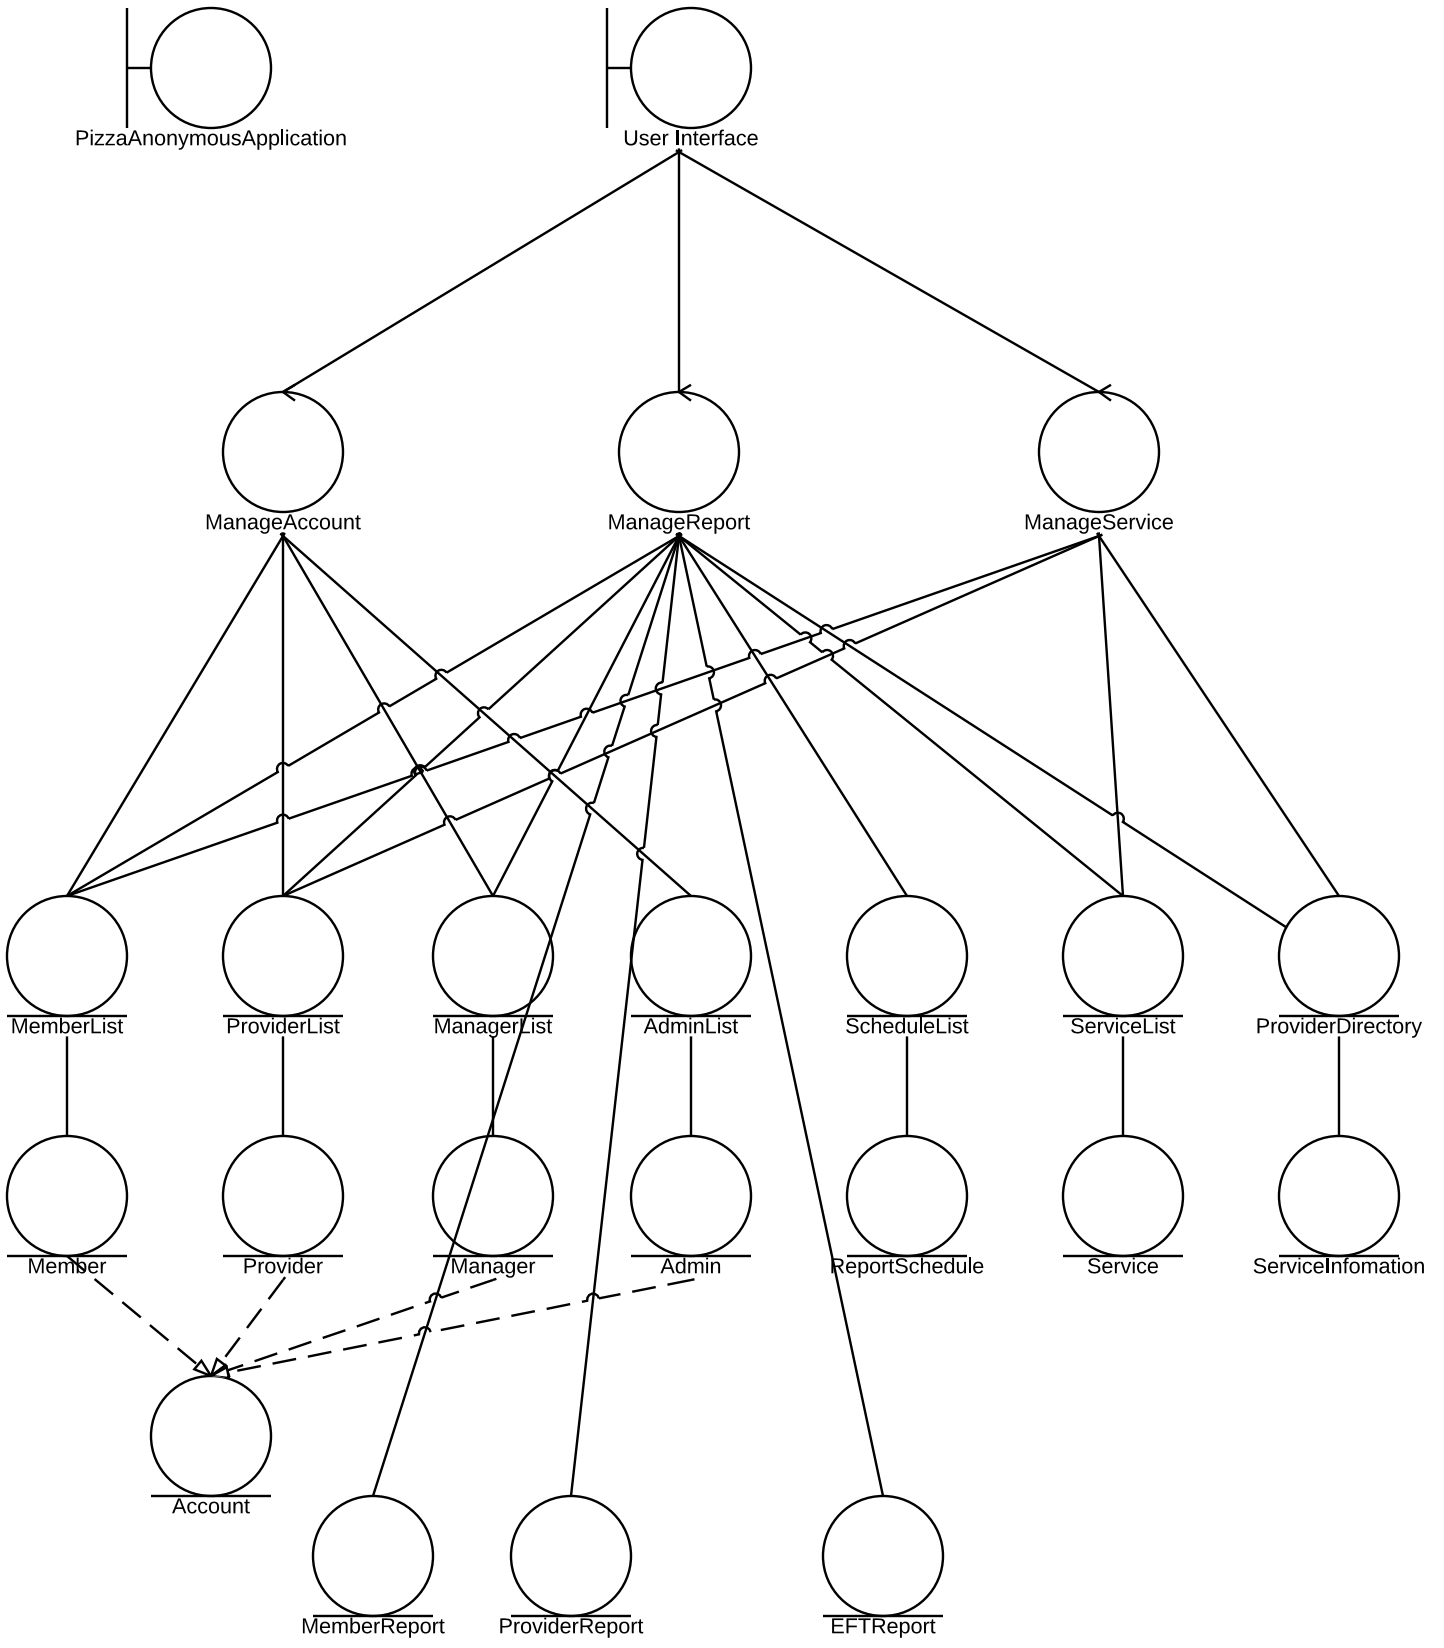 PizzaAnonymousApplication
User Interface
ManageAccount
ManageReport
ManageService
MemberList
ProviderList
ManagerList
AdminList
ScheduleList
ServiceList
ProviderDirectory
Member
Provider
Manager
Admin
ReportSchedule
Service
ServiceInfomation
Account
MemberReport
ProviderReport
EFTReport